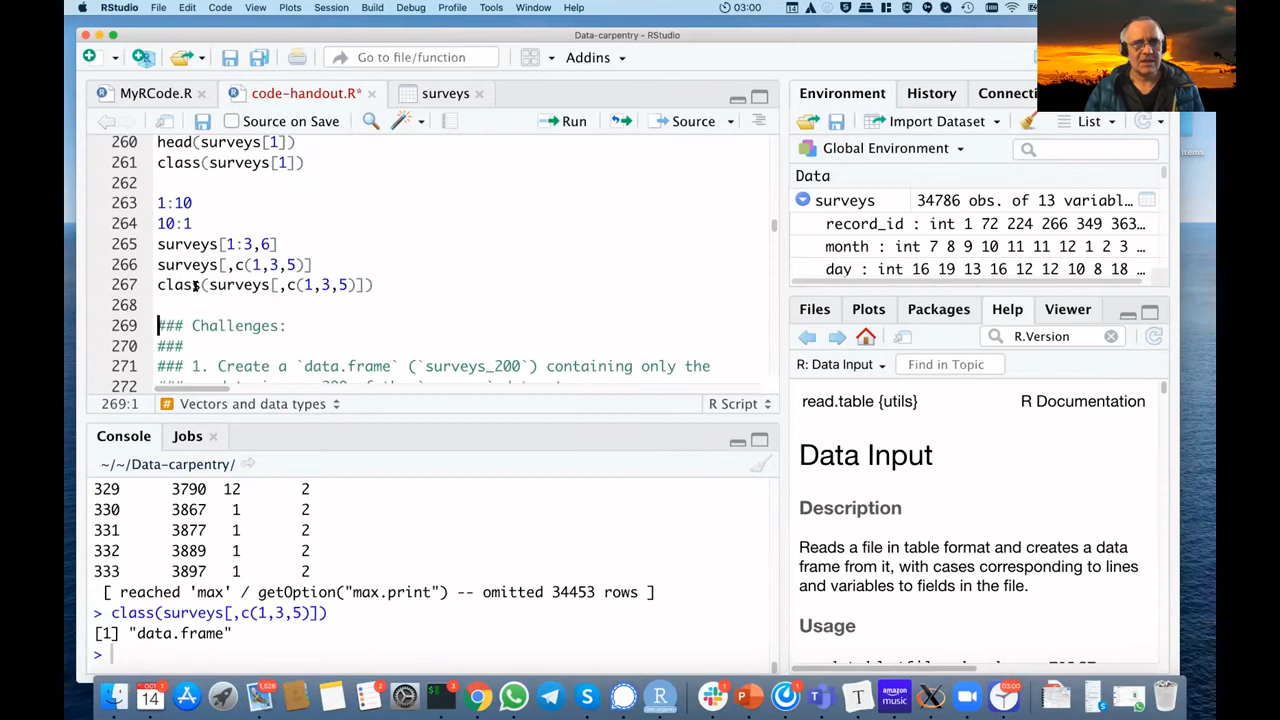 RStudio File Edit Code View Plots Session Build Debug Profile Tools Window Help 03:00
Data-carpentry - RStudio
Go to file/function Addins
MyRCode.R code-handout.R* surveys
Source on Save Run Source
260 head(surveys[1])
261 class(surveys[1])
262
263 1:10
264 10:1
265 surveys[1:3,6]
266 surveys[,c(1,3,5)]
267 class(surveys[,c(1,3,5)])
268
269 ### Challenges:
270 ###
271 ### 1. Create a `data.frame` (`surveys_200`) containing only the
272
269:1 # Vectors and data types R Script
Console Jobs
~/~/Data-carpentry/
329 3790 12 2
330 3867 1 2
331 3877 1 2
332 3889 1 2
333 3897 1 2
[ reached 'max' / getOption("max.print") -- omitted 34453 rows ]
> class(surveys[,c(1,3,5)])
[1] "data.frame"
>
Environment History Connecti
Import Dataset List
Global Environment
Data
surveys 34786 obs. of 13 variabl…
record_id : int 1 72 224 266 349 363…
month : int 7 8 9 10 11 11 12 1 2 3 …
day : int 16 19 13 16 12 12 10 8 18 …
Files Plots Packages Help Viewer
R.Version
R: Data Input Topic
read.table {utils} R Documentation
Data Input
Description
Reads a file in table format and creates a data
frame from it, with cases corresponding to lines
and variables to fields in the file.
Usage
items
amazon
music
03:00